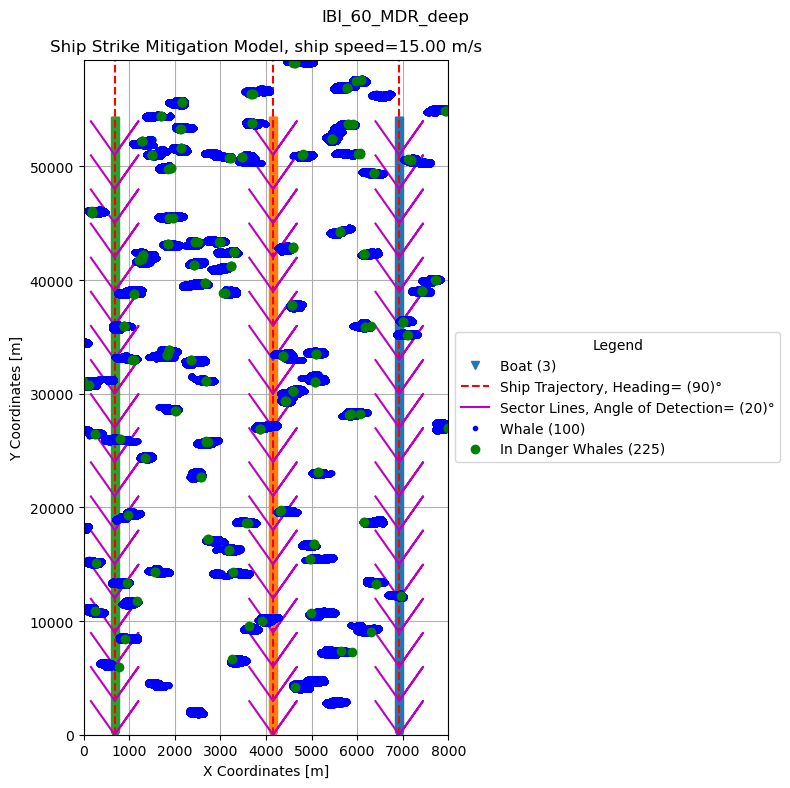 IBI_60_MDR_deep
Ship Strike Mitigation Model, ship speed=15.00 m/s
Y Coordinates [m]
50000
40000
30000
20000
10000
0
0 1000 2000 3000 4000 5000 6000 7000 8000
X Coordinates [m]
Legend
Boat (3)
Ship Trajectory, Heading= (90)°
Sector Lines, Angle of Detection= (20)°
Whale (100)
In Danger Whales (225)